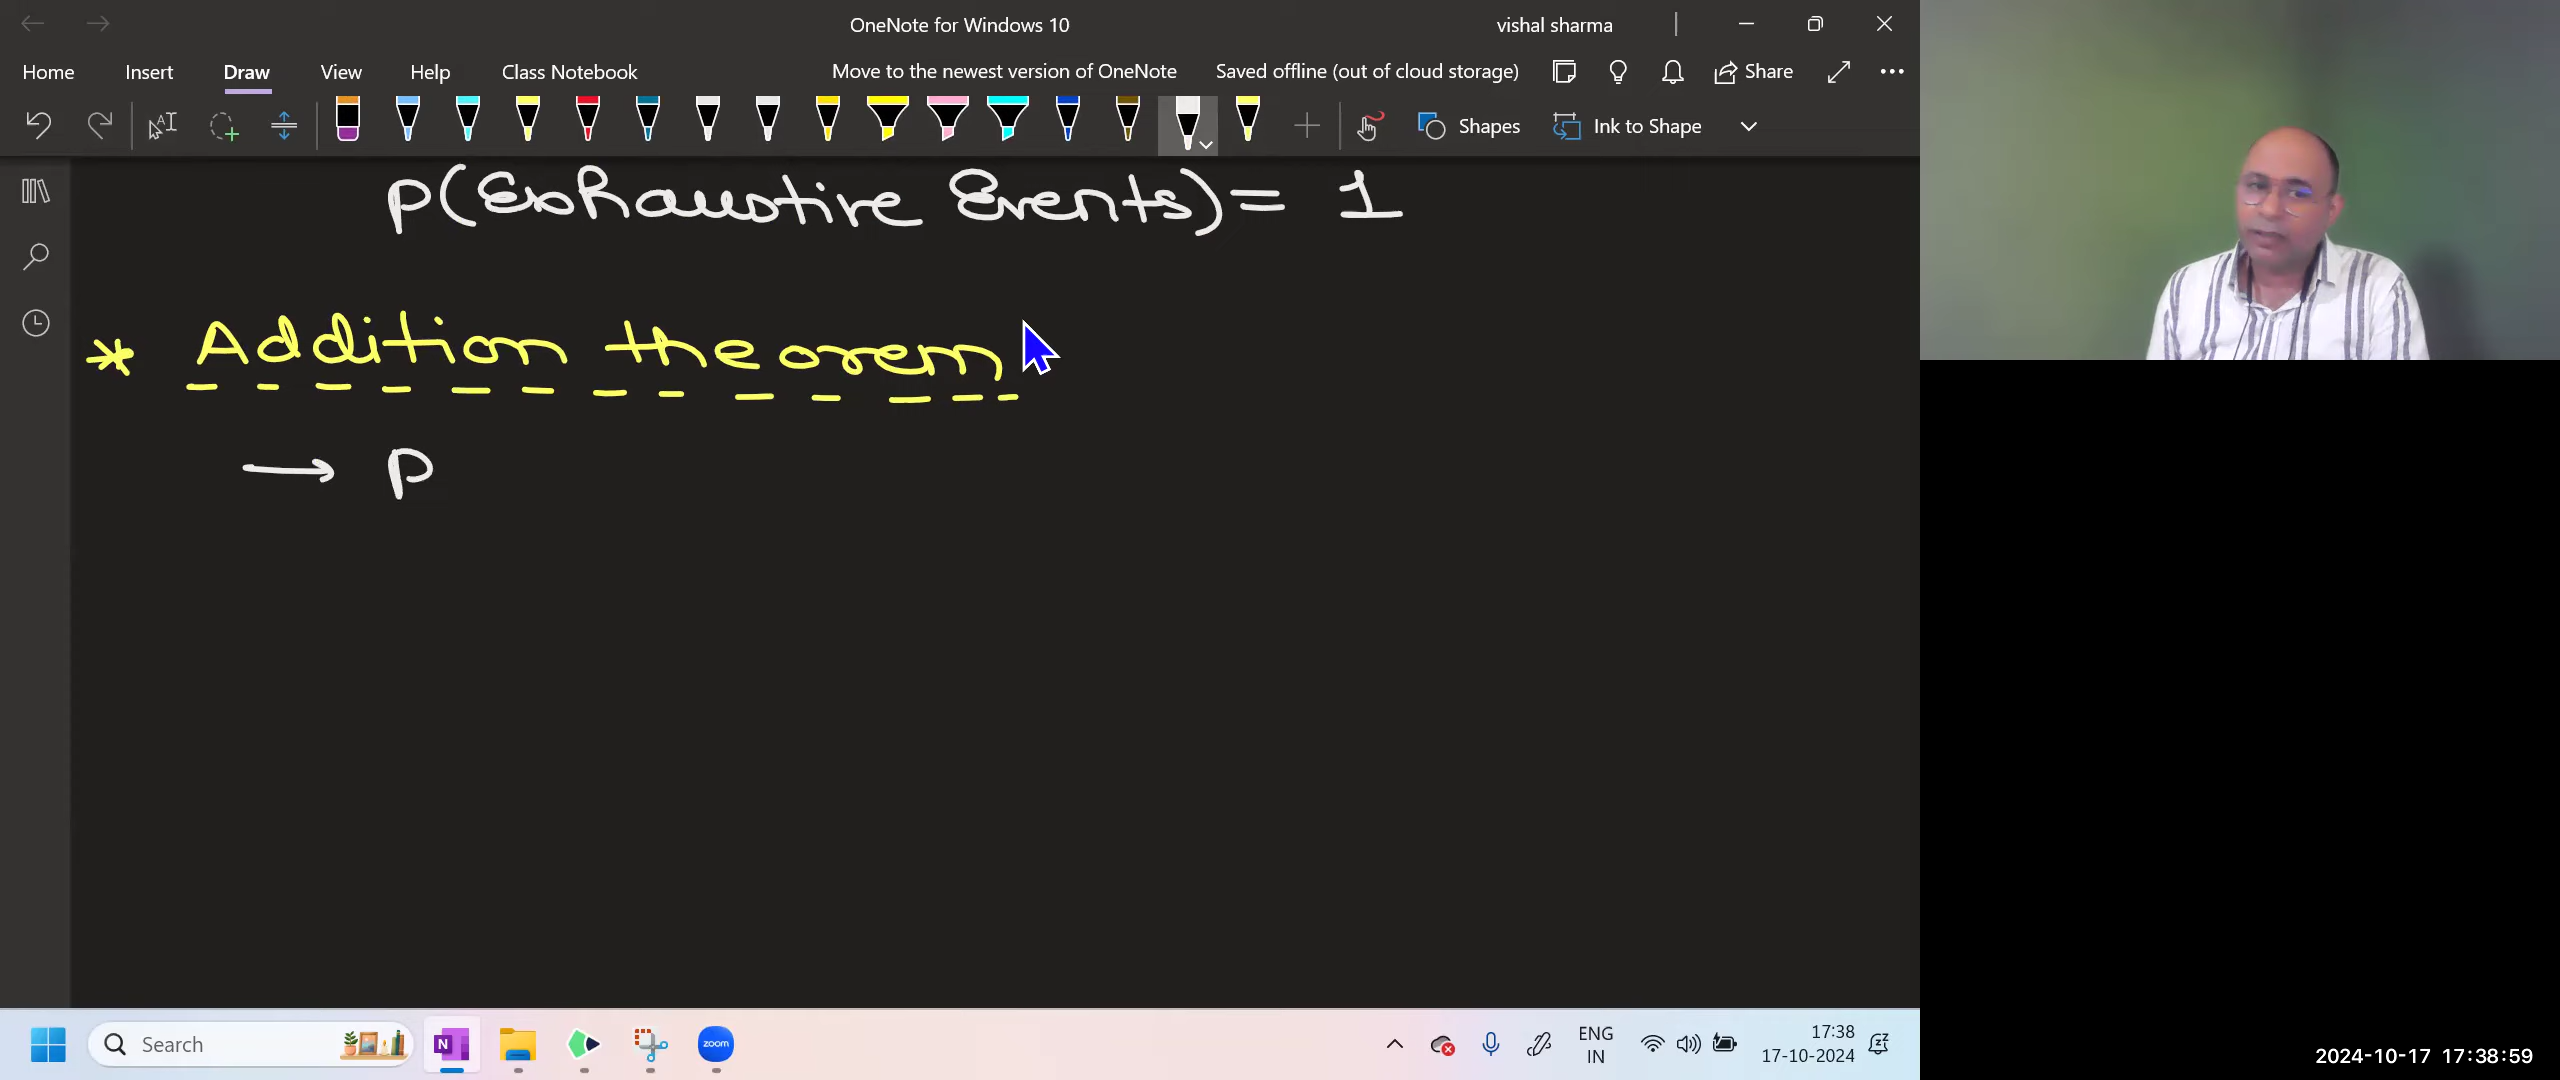 OneNote for Windows 10
vishal sharma
Home Insert Draw View Help Class Notebook
Move to the newest version of OneNote Saved offline (out of cloud storage) Share
Shapes Ink to Shape
P(Exhaustive Events) = 1
* Addition theorem
→ P
Search
zoom
ENG
IN
17:38
17-10-2024
2024-10-17 17:38:59